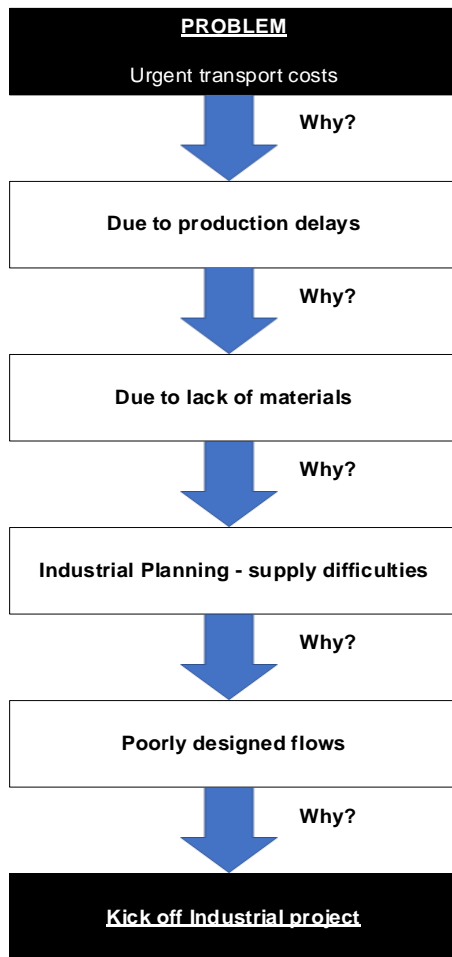 PROBLEM
Urgent transport costs
Why?
Due to production delays
Why?
Due to lack of materials
Why?
Industrial Planning - supply difficulties
Why?
Poorly designed flows
Why?
Kick off Industrial project